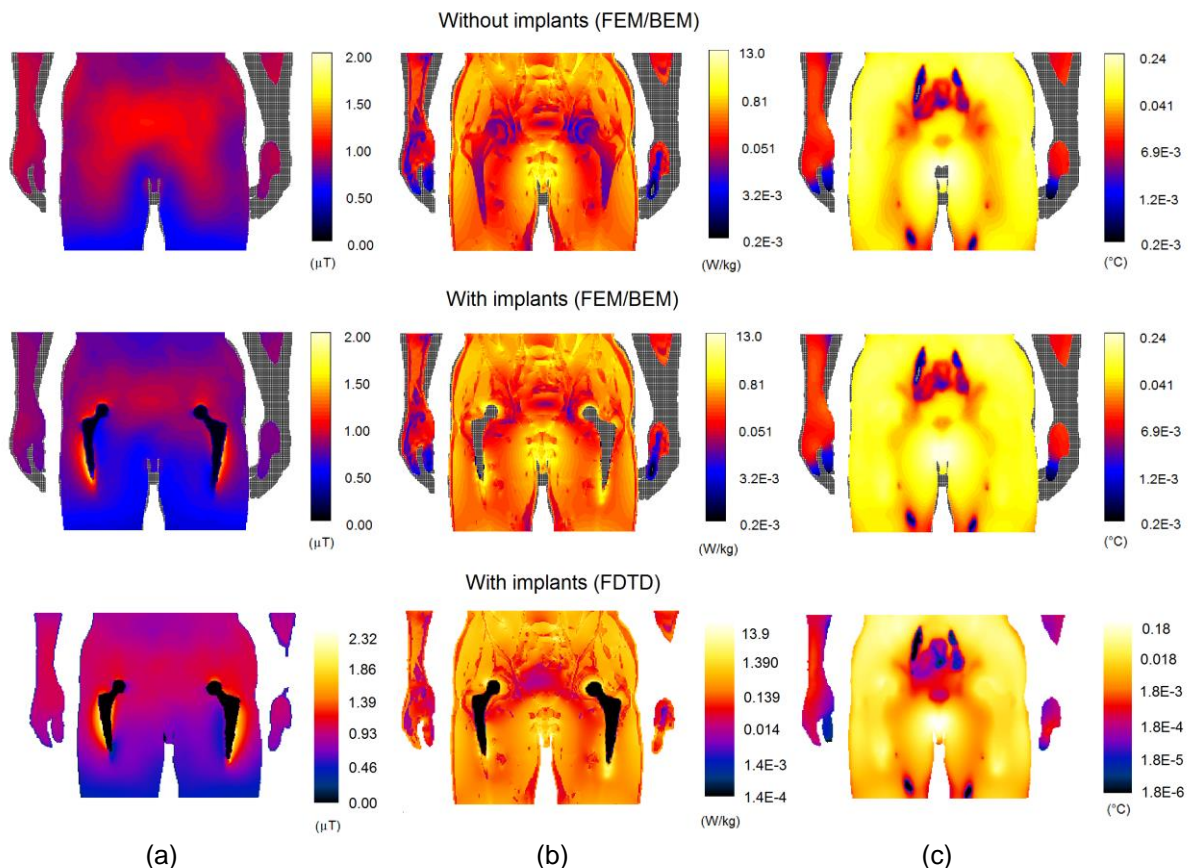 Without implants (FEM/BEM)
2.00
1.50
1.00
0.50
0.00
(µT)
13.0
0.81
0.051
3.2E-3
0.2E-3
(W/kg)
0.24
0.041
6.9E-3
1.2E-3
0.2E-3
(°C)
With implants (FEM/BEM)
2.00
1.50
1.00
0.50
0.00
(µT)
13.0
0.81
0.051
3.2E-3
0.2E-3
(W/kg)
0.24
0.041
6.9E-3
1.2E-3
0.2E-3
(°C)
With implants (FDTD)
2.32
1.86
1.39
0.93
0.46
0.00
(µT)
13.9
1.390
0.139
0.014
1.4E-3
1.4E-4
(W/kg)
0.18
0.018
1.8E-3
1.8E-4
1.8E-5
1.8E-6
(°C)
(a) (b) (c)